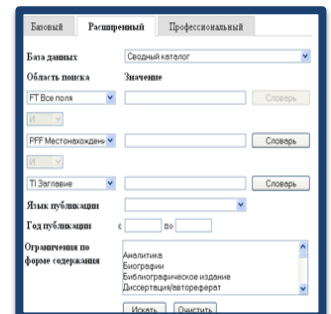 Базовый Расширенный Профессиональный
База данных Сводный каталог
Область поиска Значение
FT Все поля Словарь
И
PFF Местонахождени Словарь
И
TI Заглавие Словарь
Язык публикации
Год публикации с по
Ограничения по
форме содержания
Аналитика
Биографии
Библиографическое издание
Диссертация/автореферат
Искать Очистить